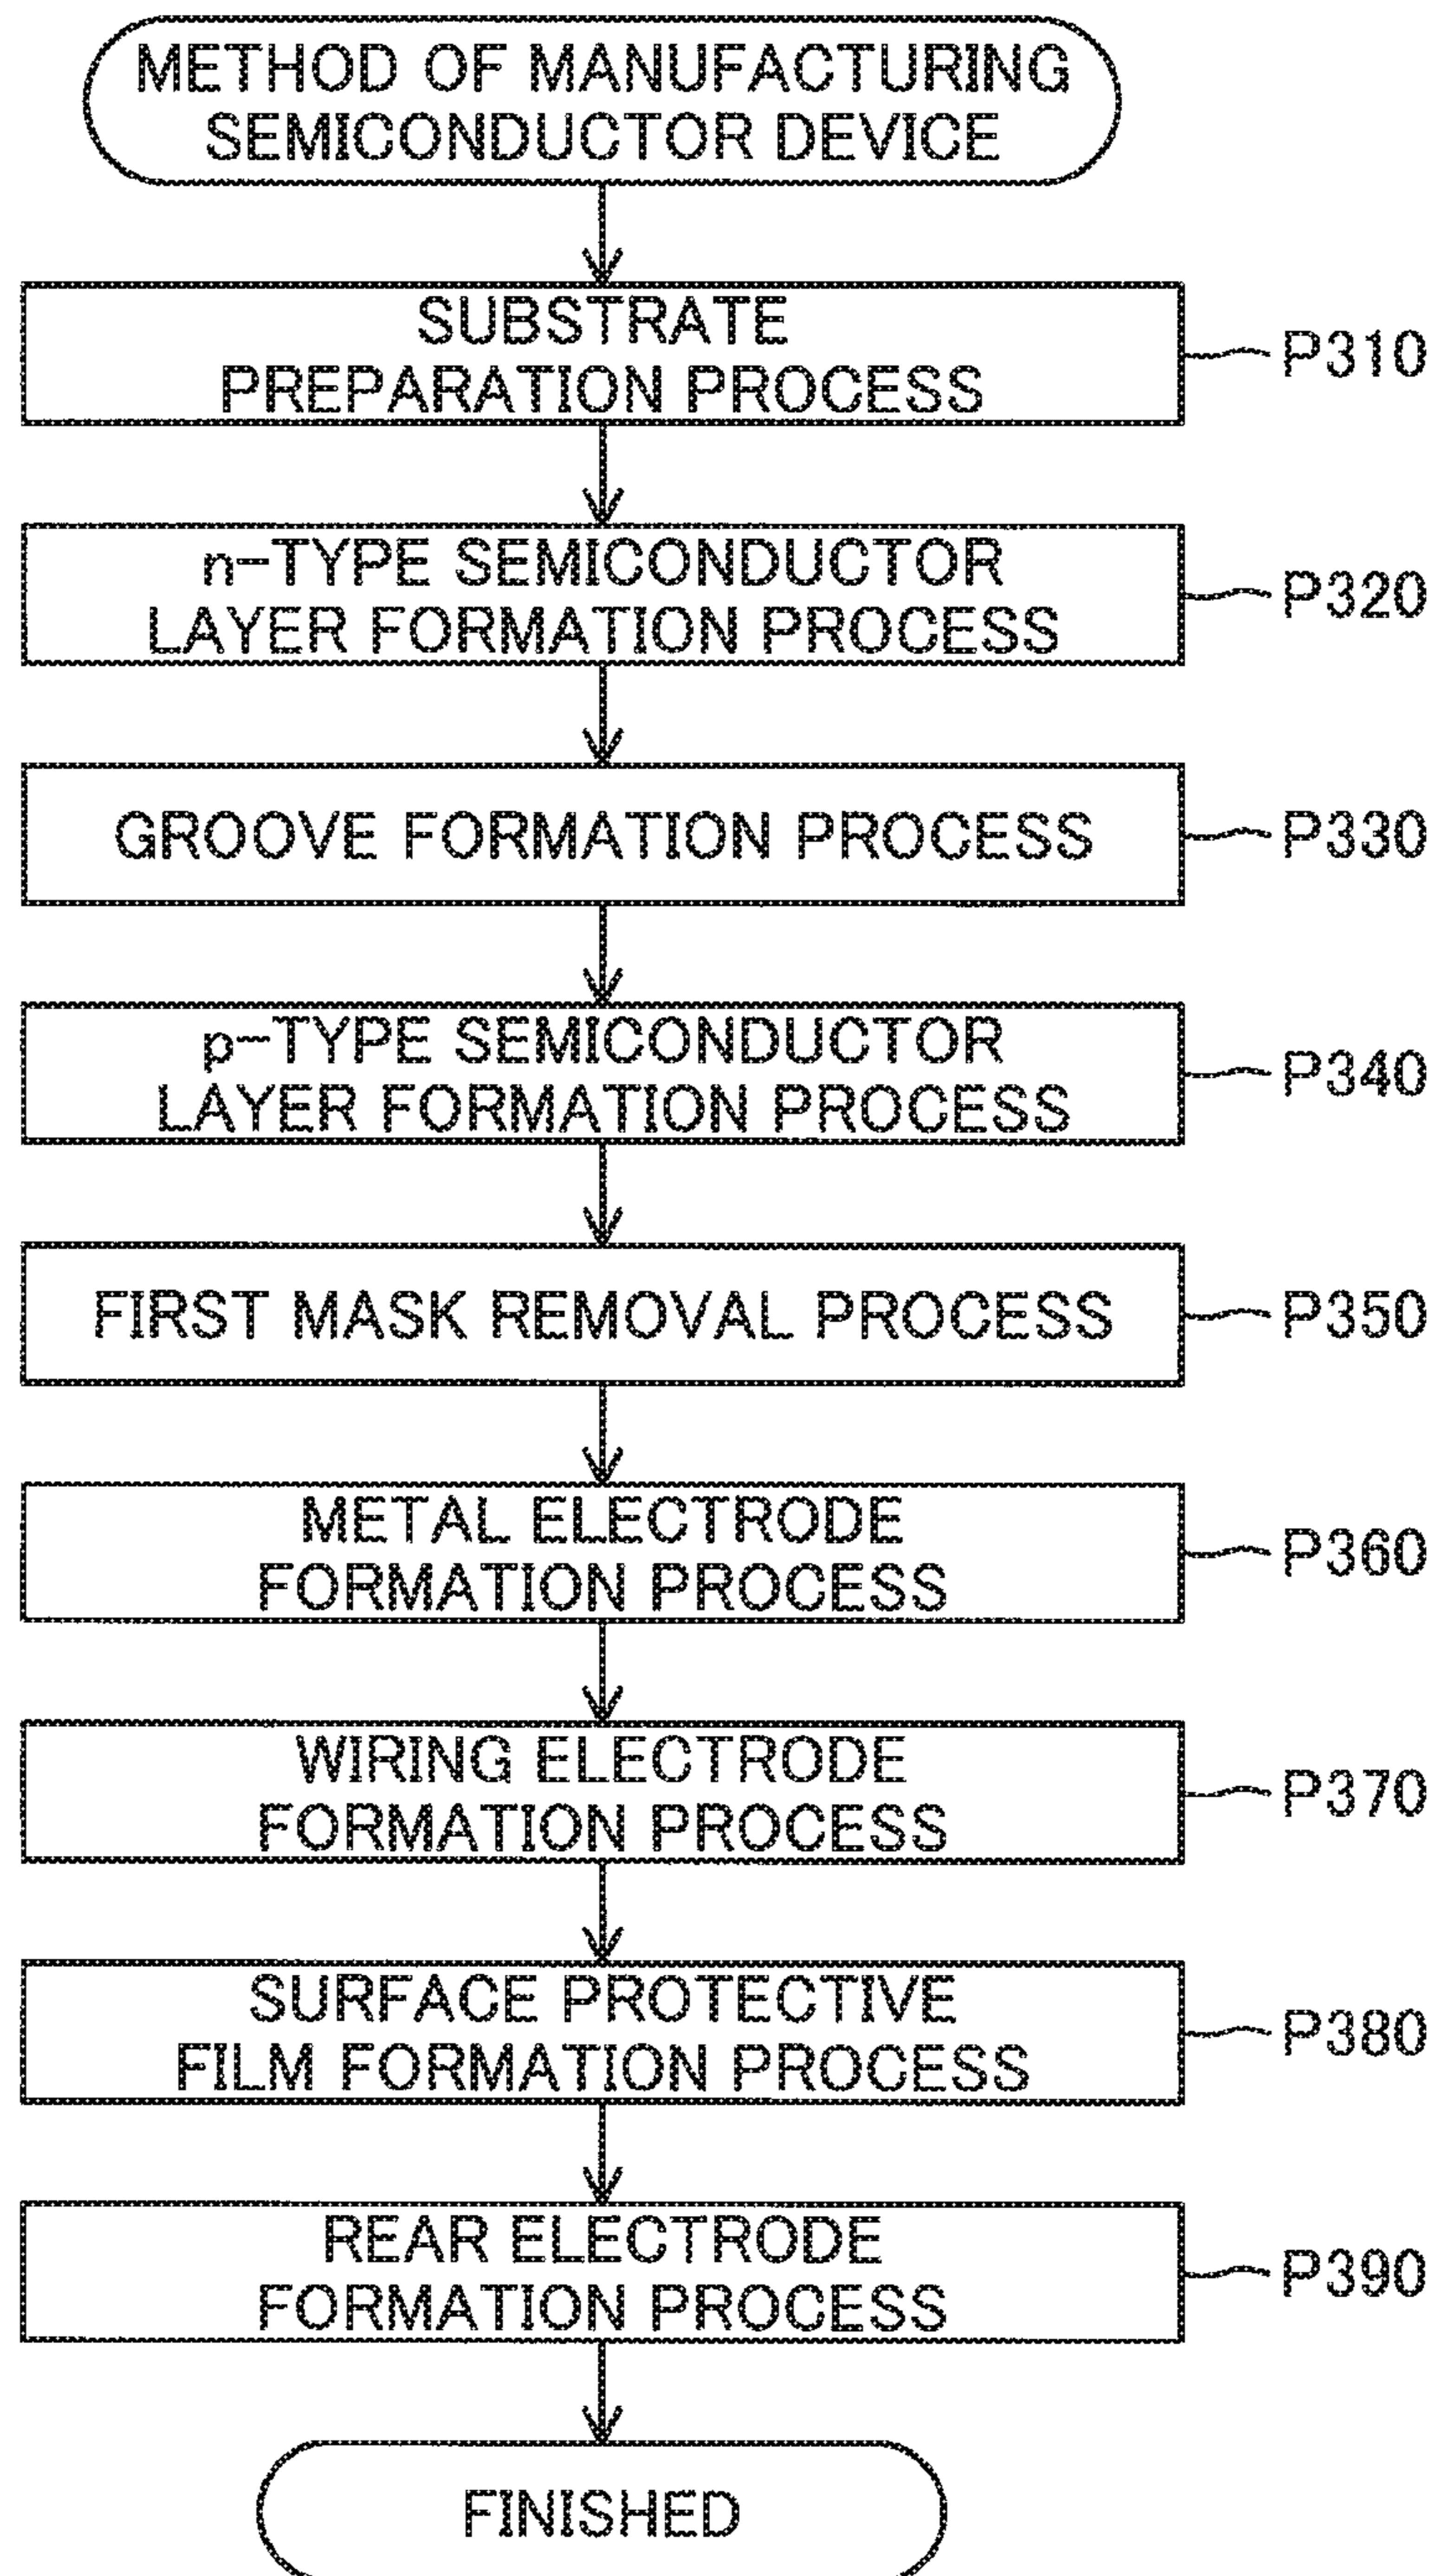 METHOD OF MANUFACTURING
SEMICONDUCTOR DEVICE
SUBSTRATE
PREPARATION PROCESS
P310
n-TYPE SEMICONDUCTOR
LAYER FORMATION PROCESS
P320
GROOVE FORMATION PROCESS
P330
p-TYPE SEMICONDUCTOR
LAYER FORMATION PROCESS
P340
FIRST MASK REMOVAL PROCESS
P350
METAL ELECTRODE
FORMATION PROCESS
P360
WIRING ELECTRODE
FORMATION PROCESS
P370
SURFACE PROTECTIVE
FILM FORMATION PROCESS
P380
REAR ELECTRODE
FORMATION PROCESS
P390
FINISHED